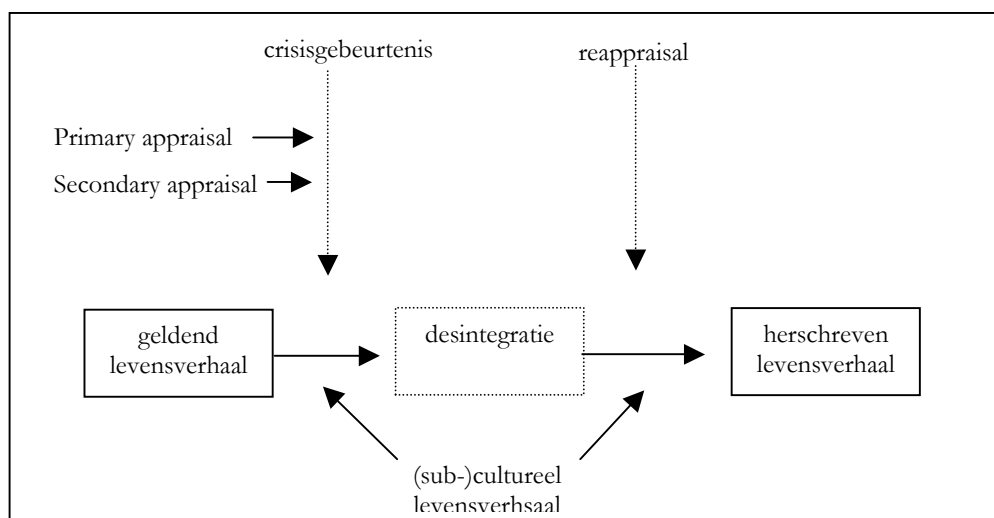 crisisgebeurtenis
reappraisal
Primary appraisal
Secondary appraisal
geldend
levensverhaal
desintegratie
herschreven
levensverhaal
(sub-)cultureel
levensverhsaal